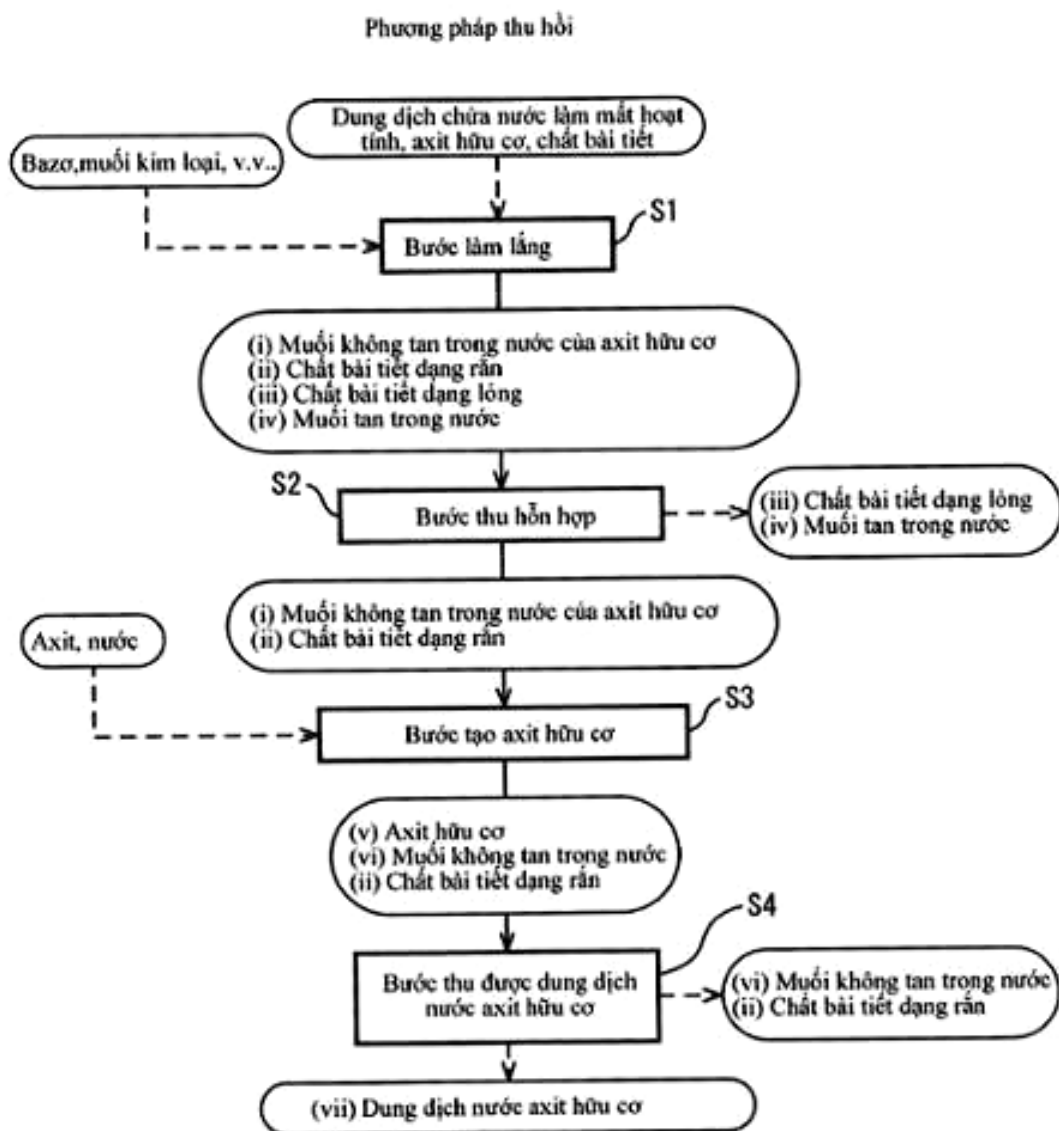 Phương pháp thu hồi
Dung dịch chứa nước làm mất hoạt
tính, axit hữu cơ, chất bài tiết
Bazơ,muối kim loại, v.v..
S1
Bước làm lắng
(i) Muối không tan trong nước của axit hữu cơ
(ii) Chất bài tiết dạng rắn
(iii) Chất bài tiết dạng lỏng
(iv) Muối tan trong nước
S2
Bước thu hỗn hợp
(iii) Chất bài tiết dạng lỏng
(iv) Muối tan trong nước
(i) Muối không tan trong nước của axit hữu cơ
(ii) Chất bài tiết dạng rắn
Axit, nước
S3
Bước tạo axit hữu cơ
(v) Axit hữu cơ
(vi) Muối không tan trong nước
(ii) Chất bài tiết dạng rắn
S4
Bước thu được dung dịch
nước axit hữu cơ
(vi) Muối không tan trong nước
(ii) Chất bài tiết dạng rắn
(vii) Dung dịch nước axit hữu cơ